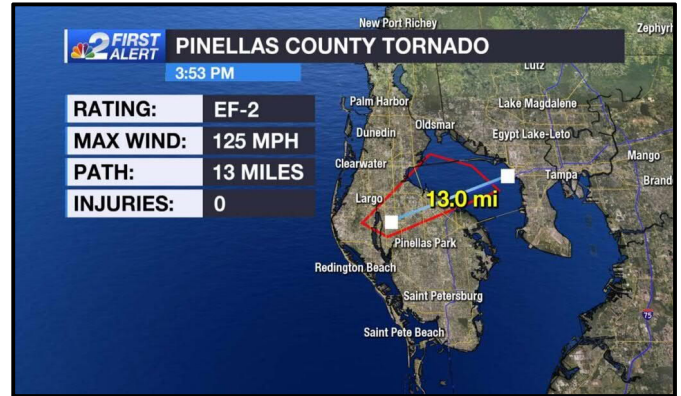 2 FIRST ALERT
PINELLAS COUNTY TORNADO
3:53 PM
RATING: EF-2
MAX WIND: 125 MPH
PATH: 13 MILES
INJURIES: 0
New Port Richey
Zephyrh
Lutz
Palm Harbor
Lake Magdalene
Oldsmar
Dunedin
Egypt Lake-Leto
Mango
Clearwater
Tampa
Brand
Largo
13.0 mi
Pinellas Park
Redington Beach
Saint Petersburg
75
Saint Pete Beach